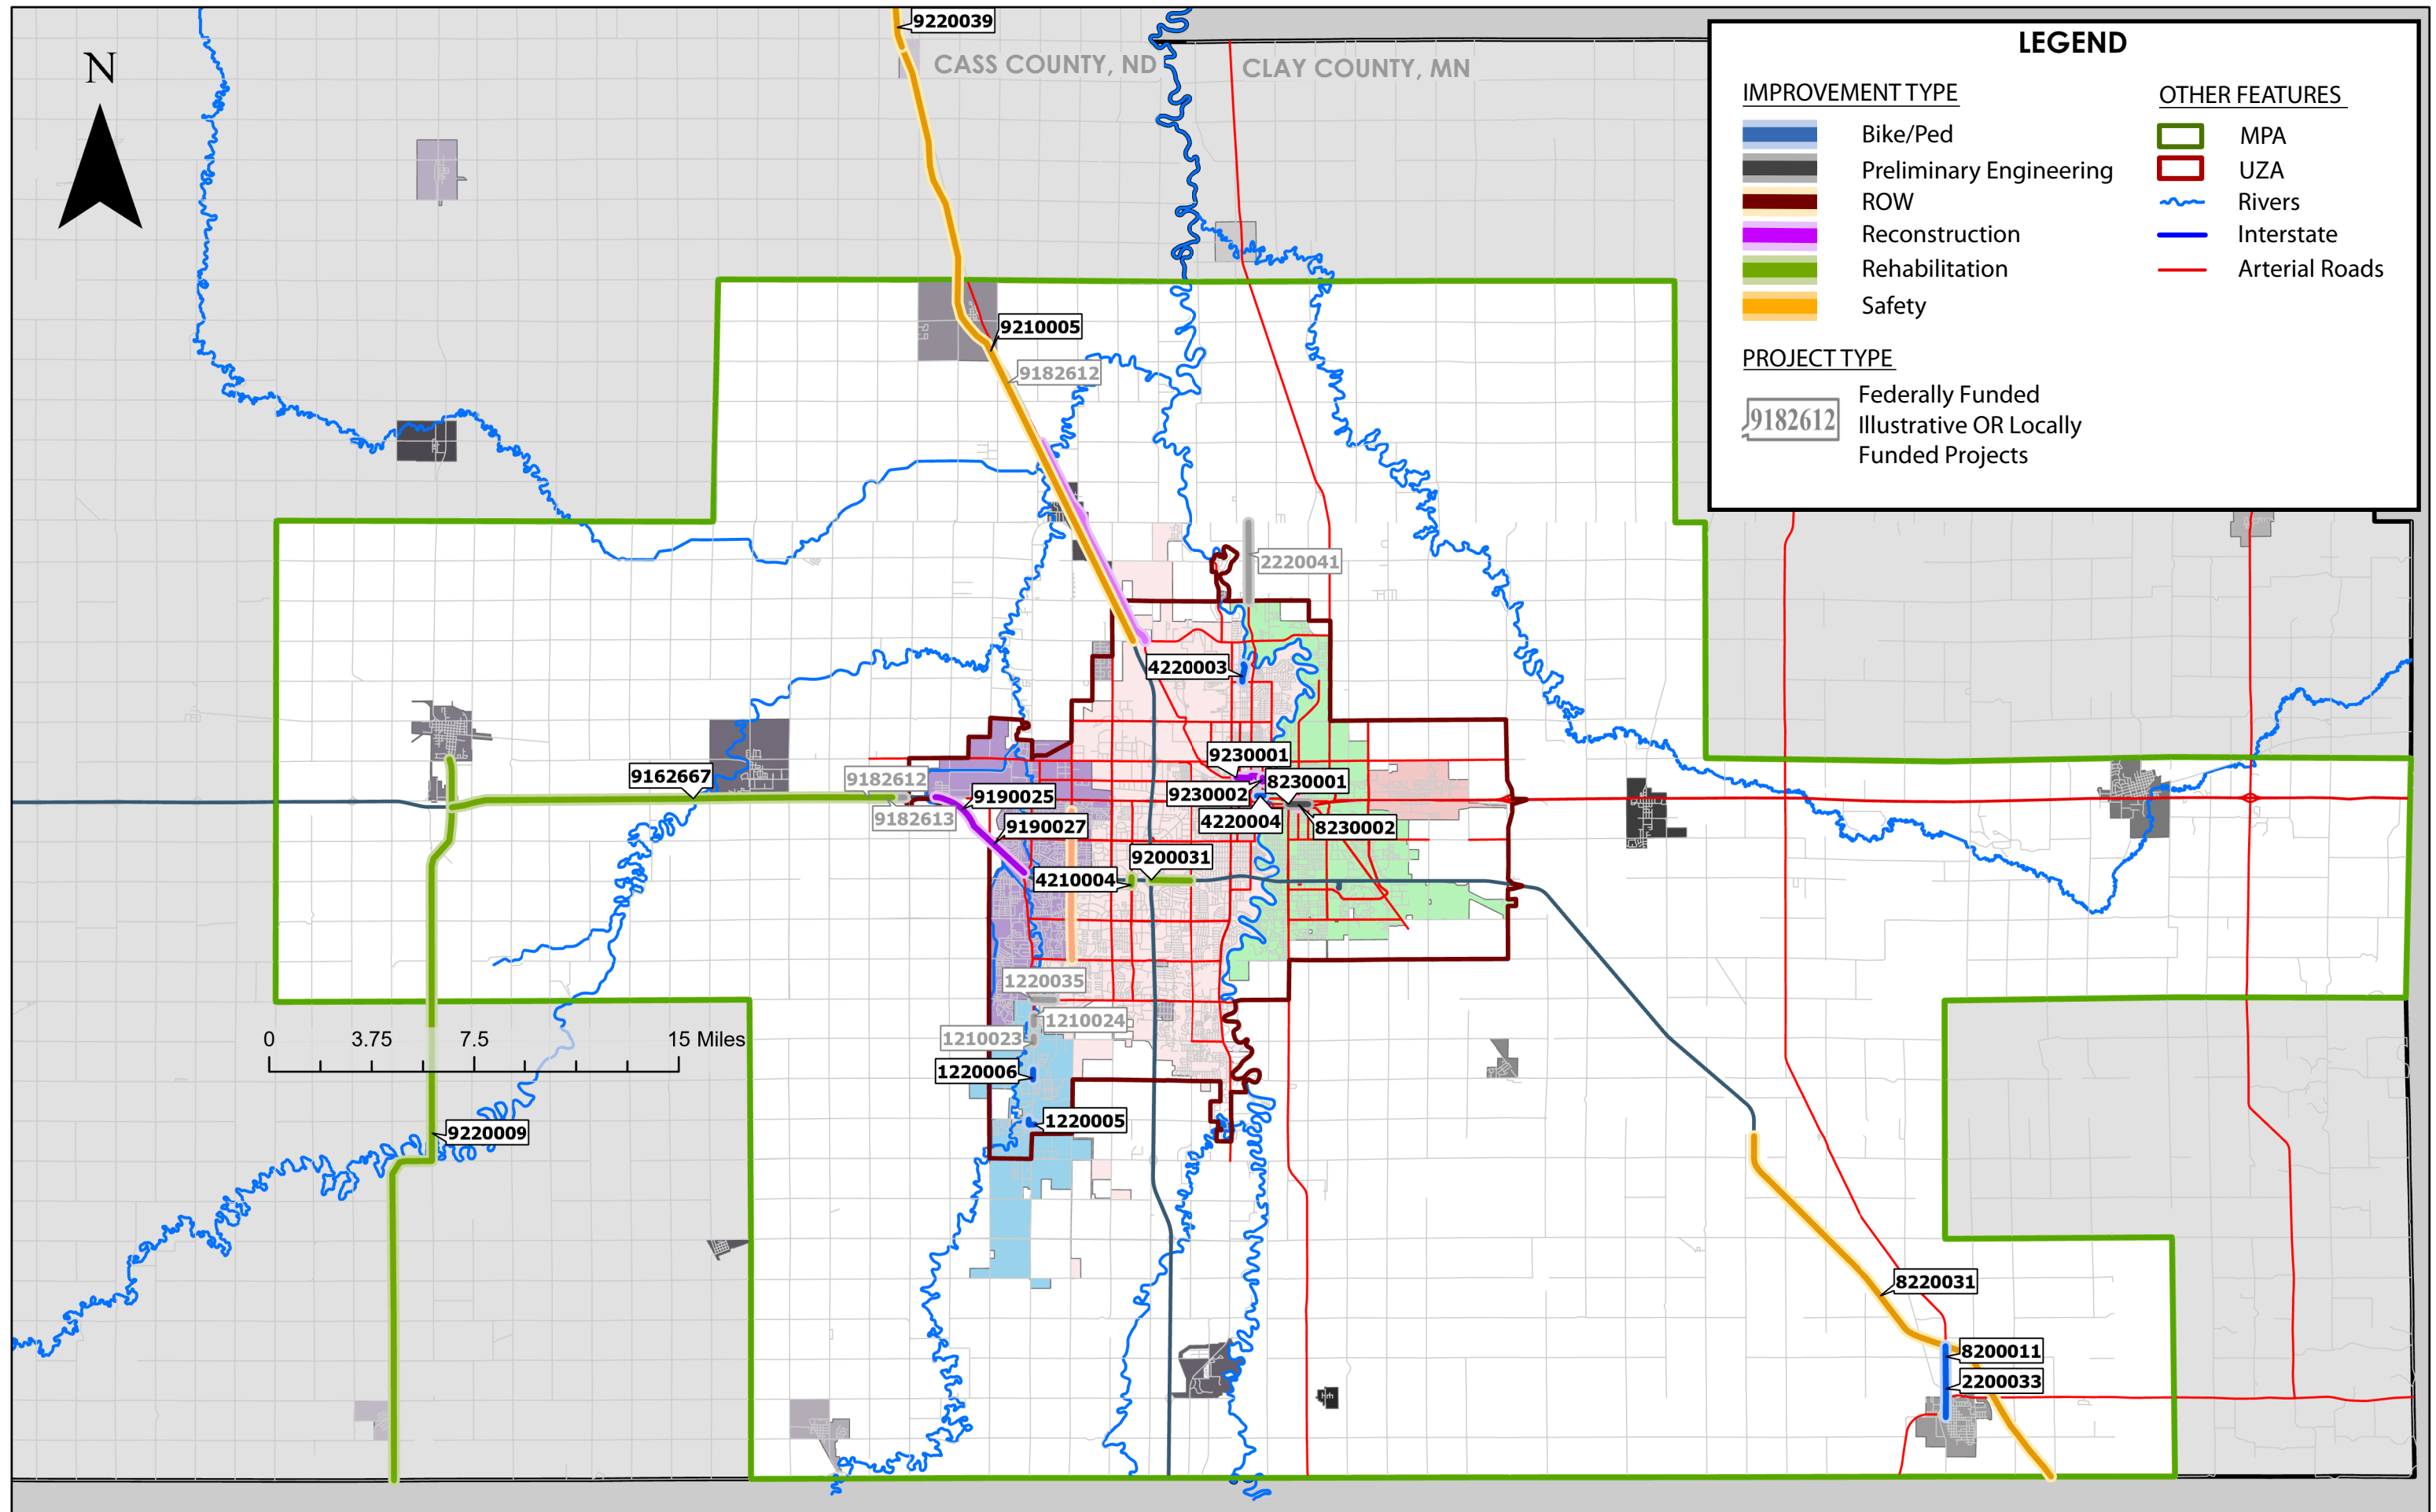 9220039
CASS COUNTY, ND
CLAY COUNTY, MN
N
LEGEND
IMPROVEMENT TYPE
Bike/Ped
Preliminary Engineering
ROW
Reconstruction
Rehabilitation
Safety
PROJECT TYPE
9182612
Federally Funded
Illustrative OR Locally
Funded Projects
OTHER FEATURES
MPA
UZA
Rivers
Interstate
Arterial Roads
9210005
9182612
2220041
4220003
9230001
9162667
9182612
8230001
9190025
9230002
9182613
4220004
9190027
8230002
9200031
4210004
1220035
1210024
1210023
0 3.75 7.5 15 Miles
1220006
1220005
9220009
8220031
8200011
2200033